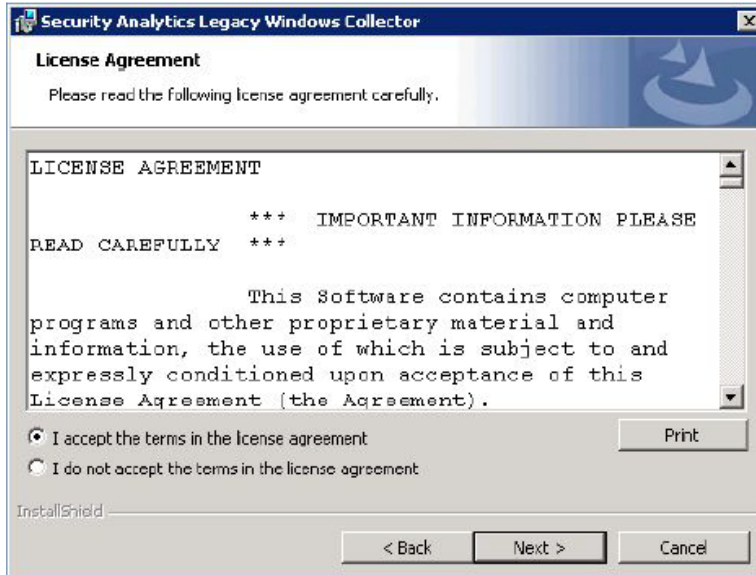 Security Analytics Legacy Windows Collector
License Agreement
Please read the following license agreement carefully.
LICENSE AGREEMENT
*** IMPORTANT INFORMATION PLEASE
READ CAREFULLY ***
This Software contains computer
programs and other proprietary material and
information, the use of which is subject to and
expressly conditioned upon acceptance of this
License Agreement (the Agreement).
I accept the terms in the license agreement
Print
I do not accept the terms in the license agreement
InstallShield
< Back
Next >
Cancel